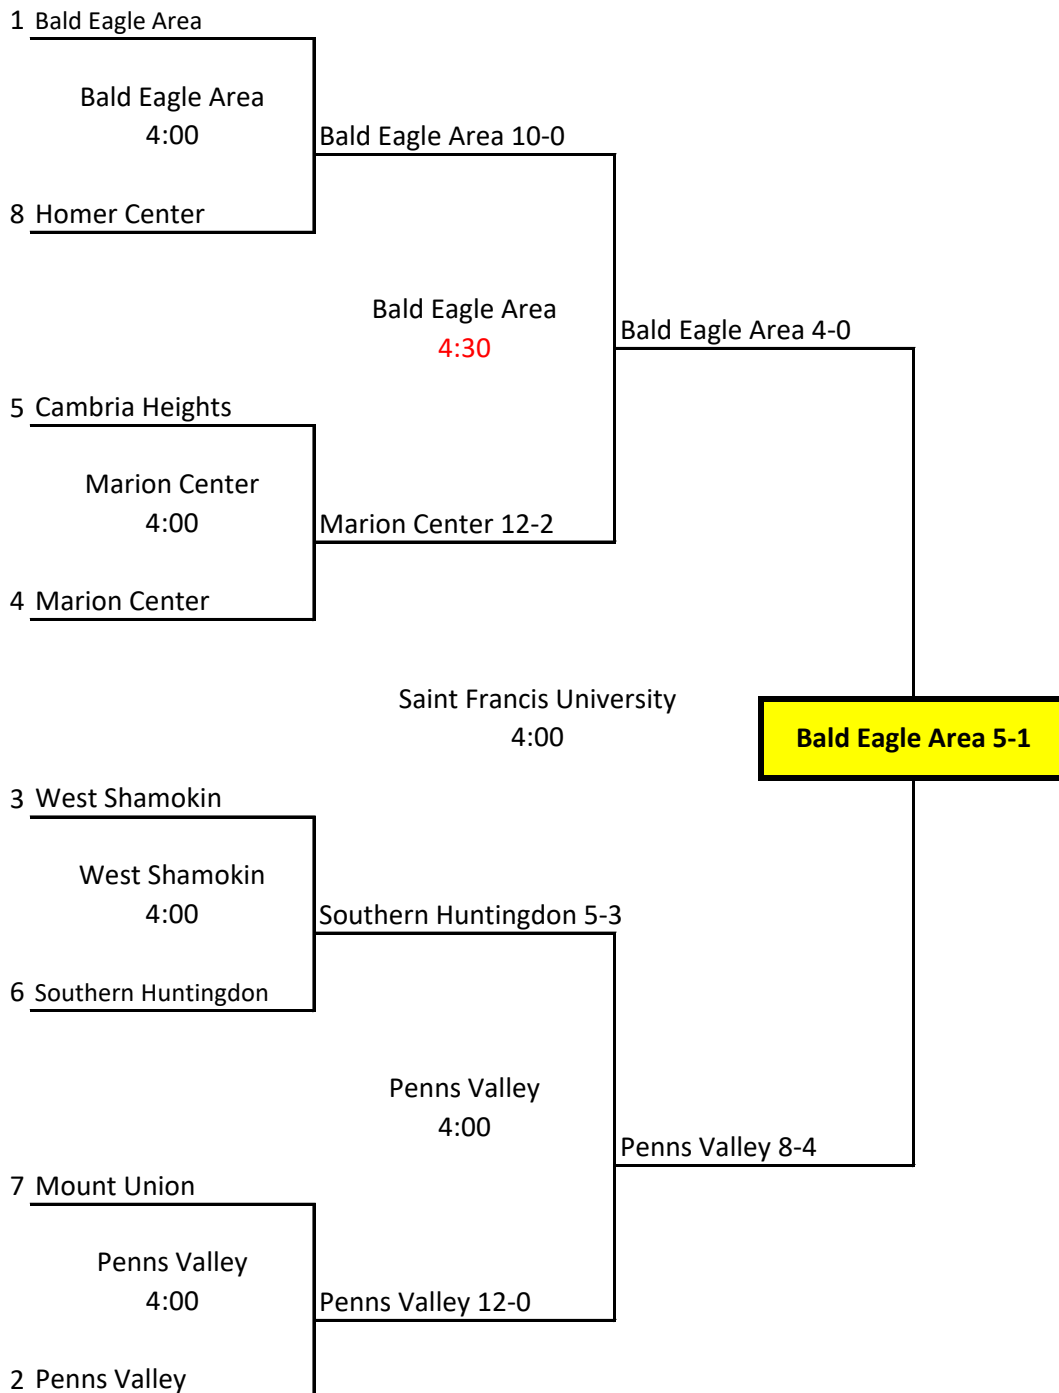 1 Bald Eagle Area
Bald Eagle Area
4:00
Bald Eagle Area 10-0
8 Homer Center
Bald Eagle Area
4:30
Bald Eagle Area 4-0
5 Cambria Heights
Marion Center
4:00
Marion Center 12-2
4 Marion Center
Saint Francis University
4:00
Bald Eagle Area 5-1
3 West Shamokin
West Shamokin
4:00
Southern Huntingdon 5-3
6 Southern Huntingdon
Penns Valley
4:00
Penns Valley 8-4
7 Mount Union
Penns Valley
4:00
Penns Valley 12-0
2 Penns Valley